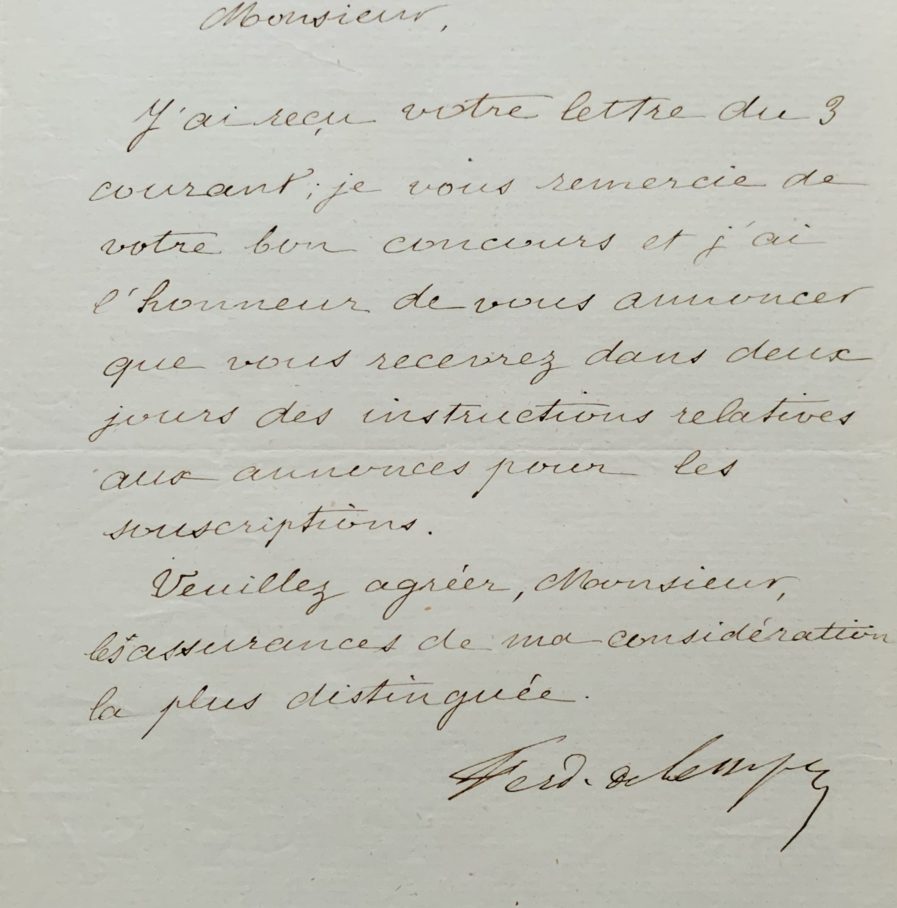 Monsieur,
J'ai reçu votre lettre du 3
courant; je vous remercie de
votre bon concours et j'ai
l'honneur de vous annoncer
que vous recevrez dans deux
jours des instructions relatives
aux annonces pour les
souscriptions.
Veuillez agréer, Monsieur,
les assurances de ma considération
la plus distinguée.
Ferd. de Lesseps